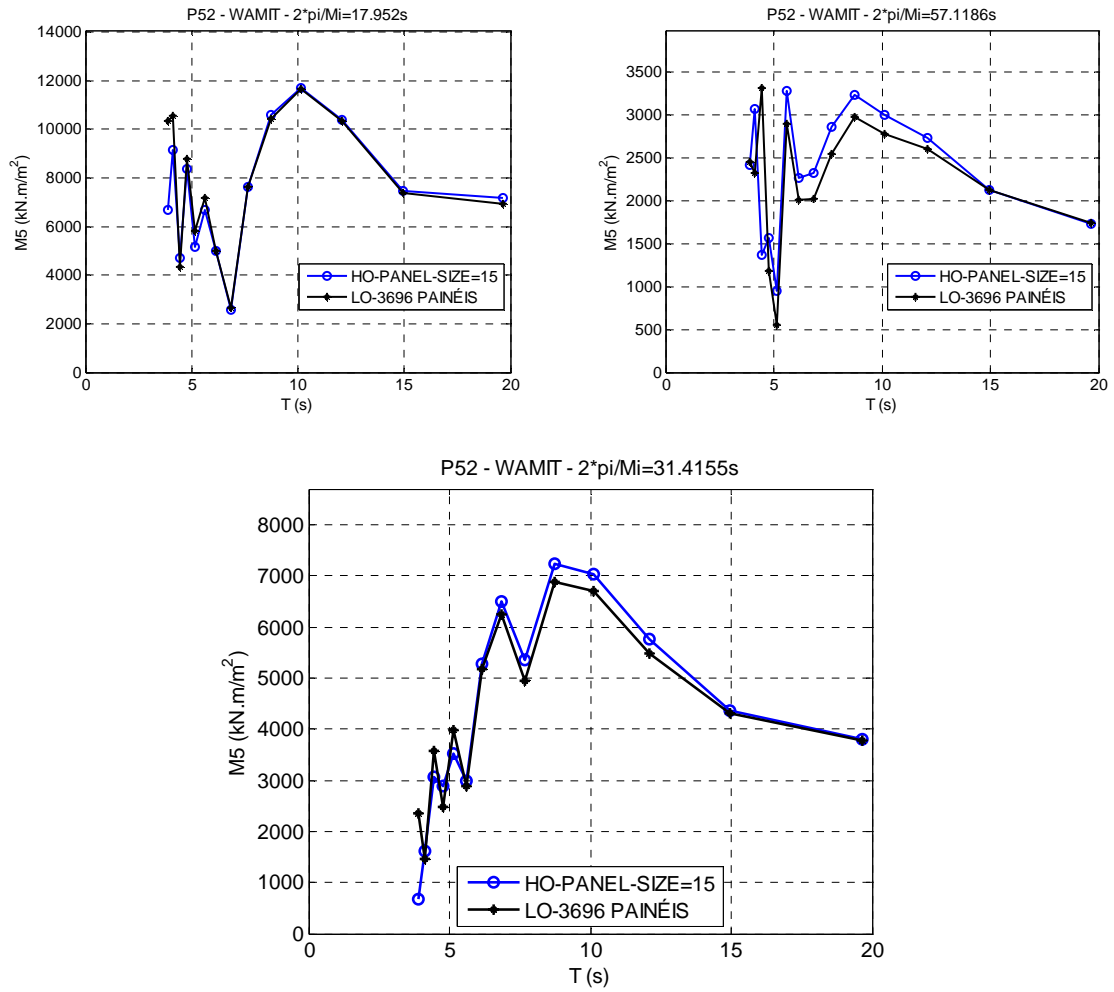 P52 - WAMIT - 2*pi/Mi=17.952s
14000
12000
10000
8000
6000
4000
2000
0
M5 (kN.m/m²)
HO-PANEL-SIZE=15
LO-3696 PAINÉIS
0 5 10 15 20
T (s)
P52 - WAMIT - 2*pi/Mi=57.1186s
3500
3000
2500
2000
1500
1000
500
0
M5 (kN.m/m²)
HO-PANEL-SIZE=15
LO-3696 PAINÉIS
0 5 10 15 20
T (s)
P52 - WAMIT - 2*pi/Mi=31.4155s
8000
7000
6000
5000
4000
3000
2000
1000
0
M5 (kN.m/m²)
HO-PANEL-SIZE=15
LO-3696 PAINÉIS
0 5 10 15 20
T (s)